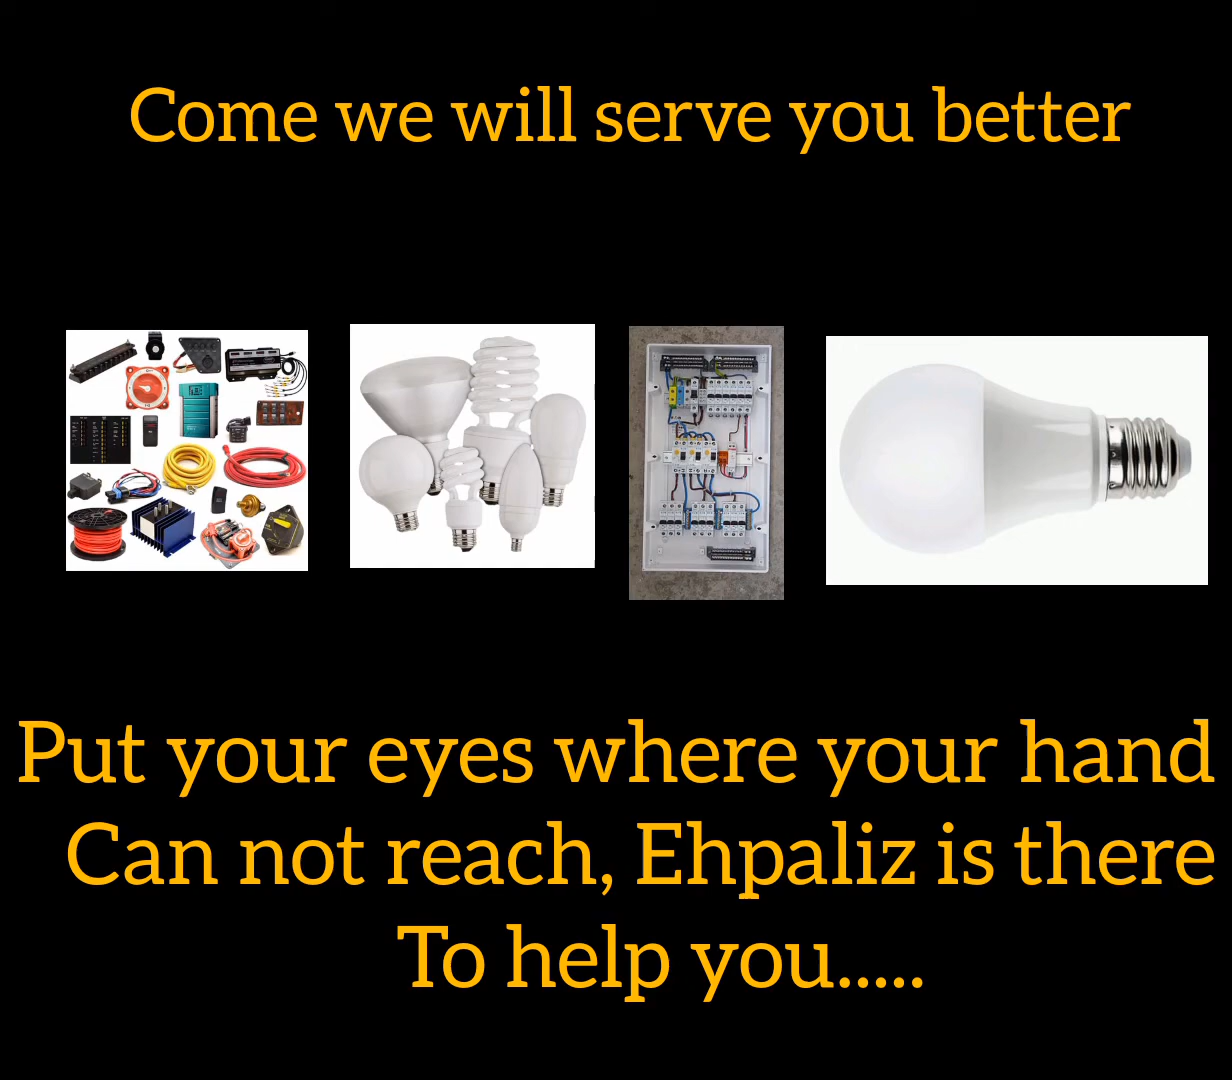 Come we will serve you better
Put your eyes where your hand
Can not reach, Ehpaliz is there
To help you.....